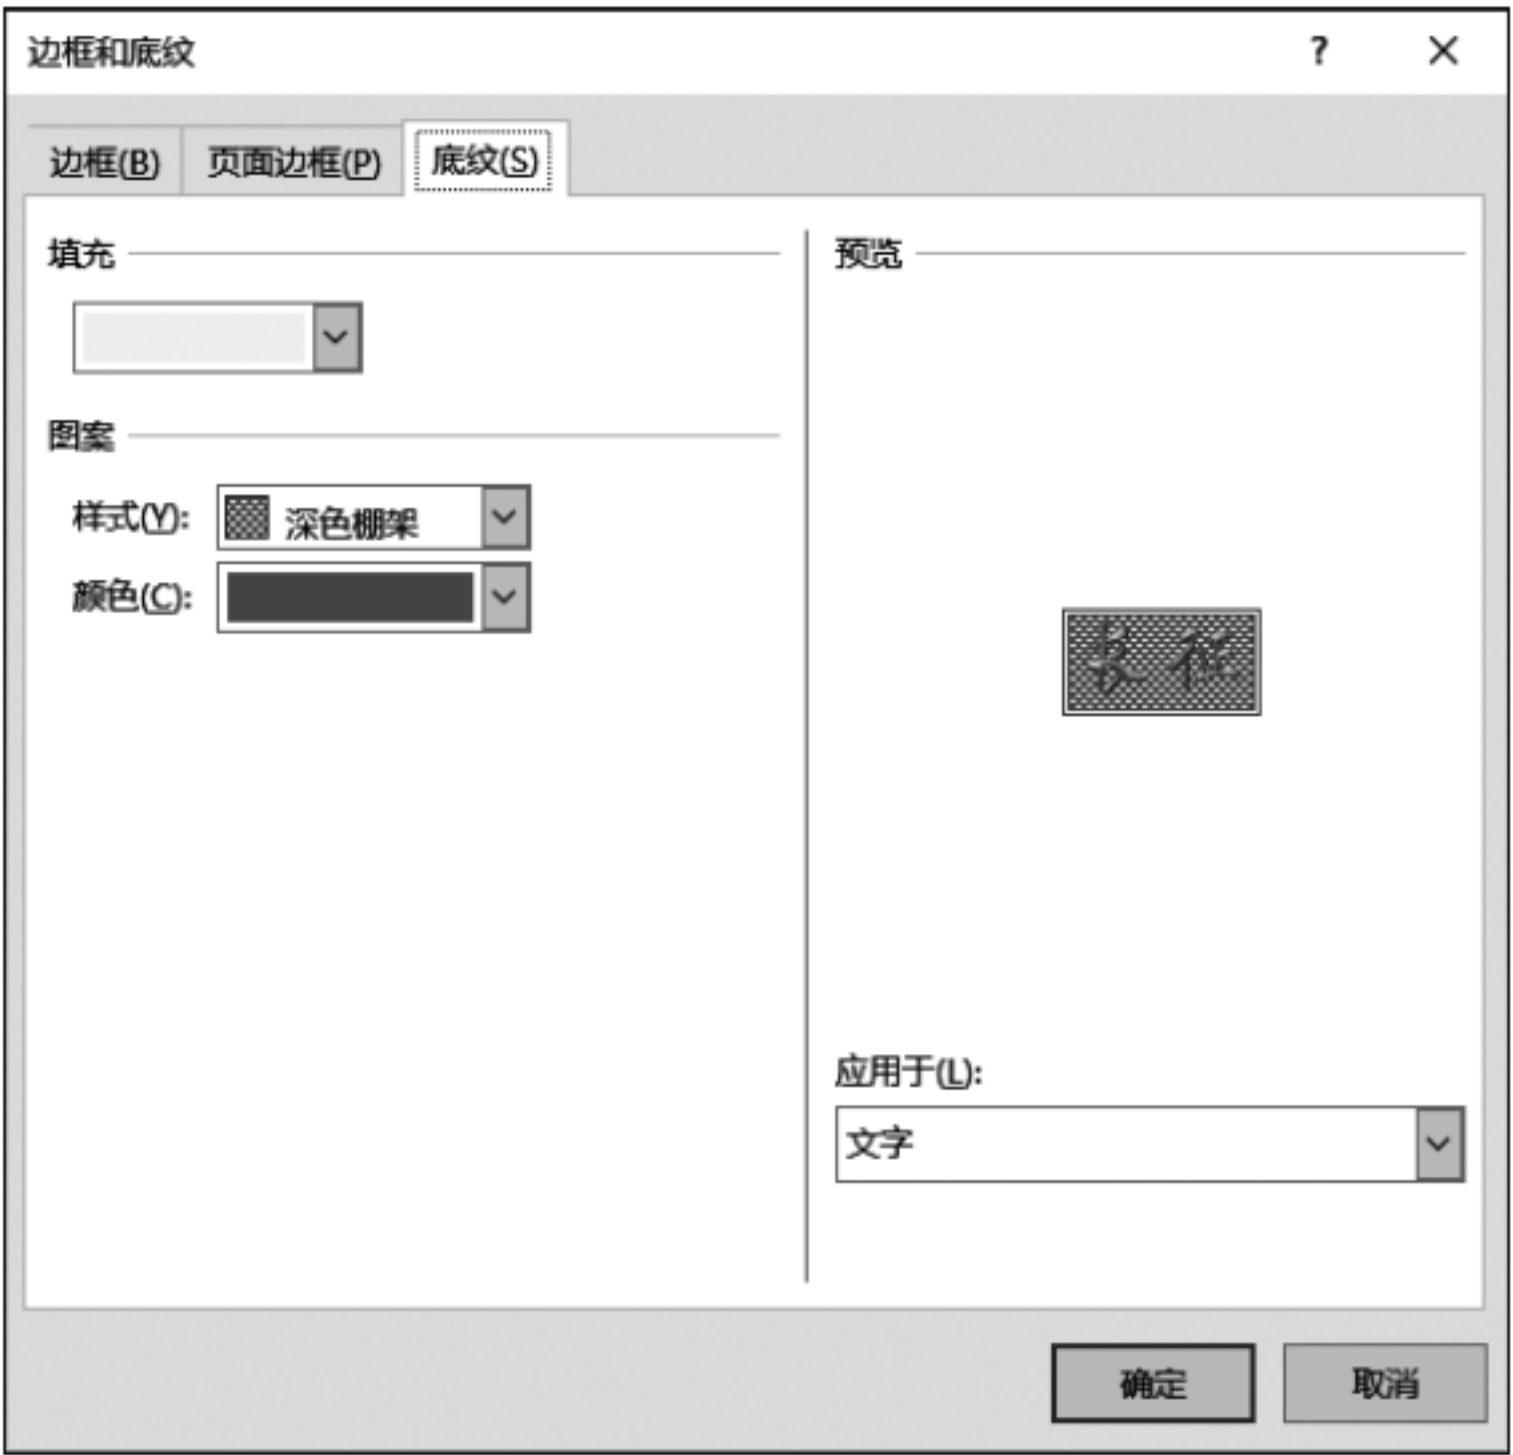 边框和底纹 ?
边框(B) 页面边框(P) 底纹(S)
填充
图案
样式(Y): 深色棚架
颜色(C):
预览
应用于(L):
文字
确定 取消